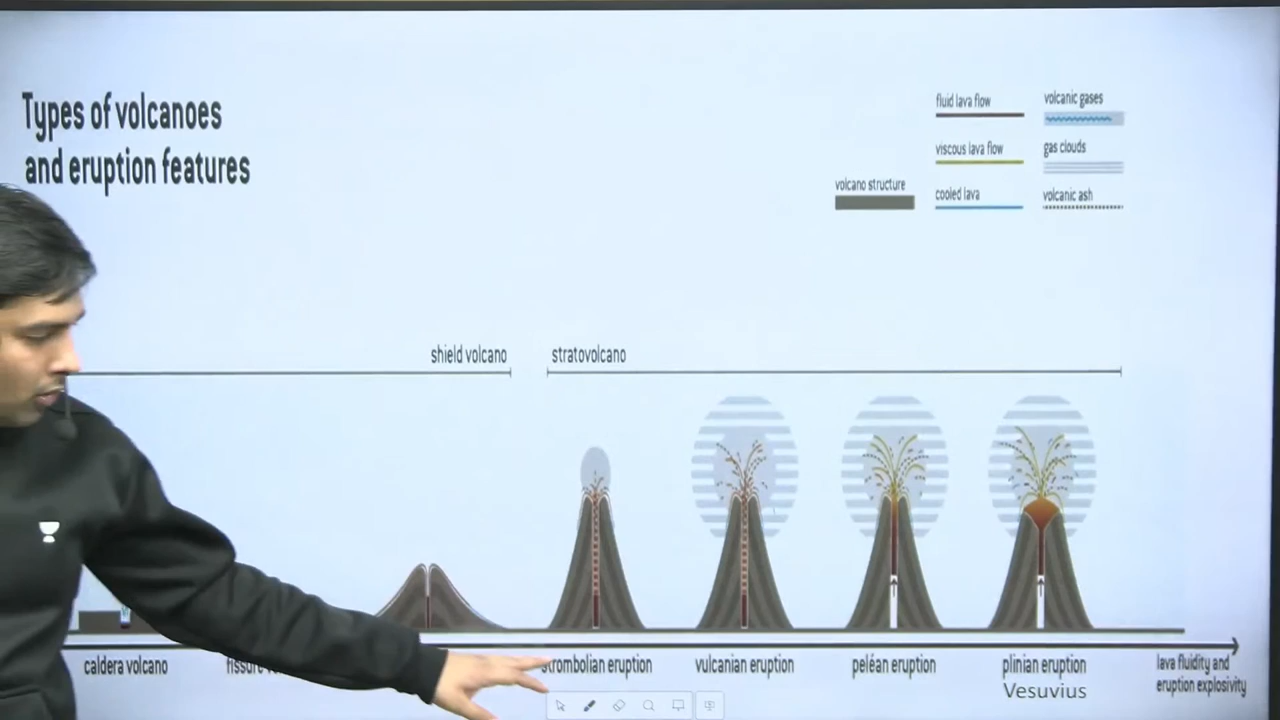 Types of volcanoes
and eruption features
fluid lava flow
volcanic gases
viscous lava flow
gas clouds
volcano structure
cooled lava
volcanic ash
shield volcano
stratovolcano
caldera volcano
strombolian eruption
vulcanian eruption
peléan eruption
plinian eruption
Vesuvius
lava fluidity and
eruption explosivity